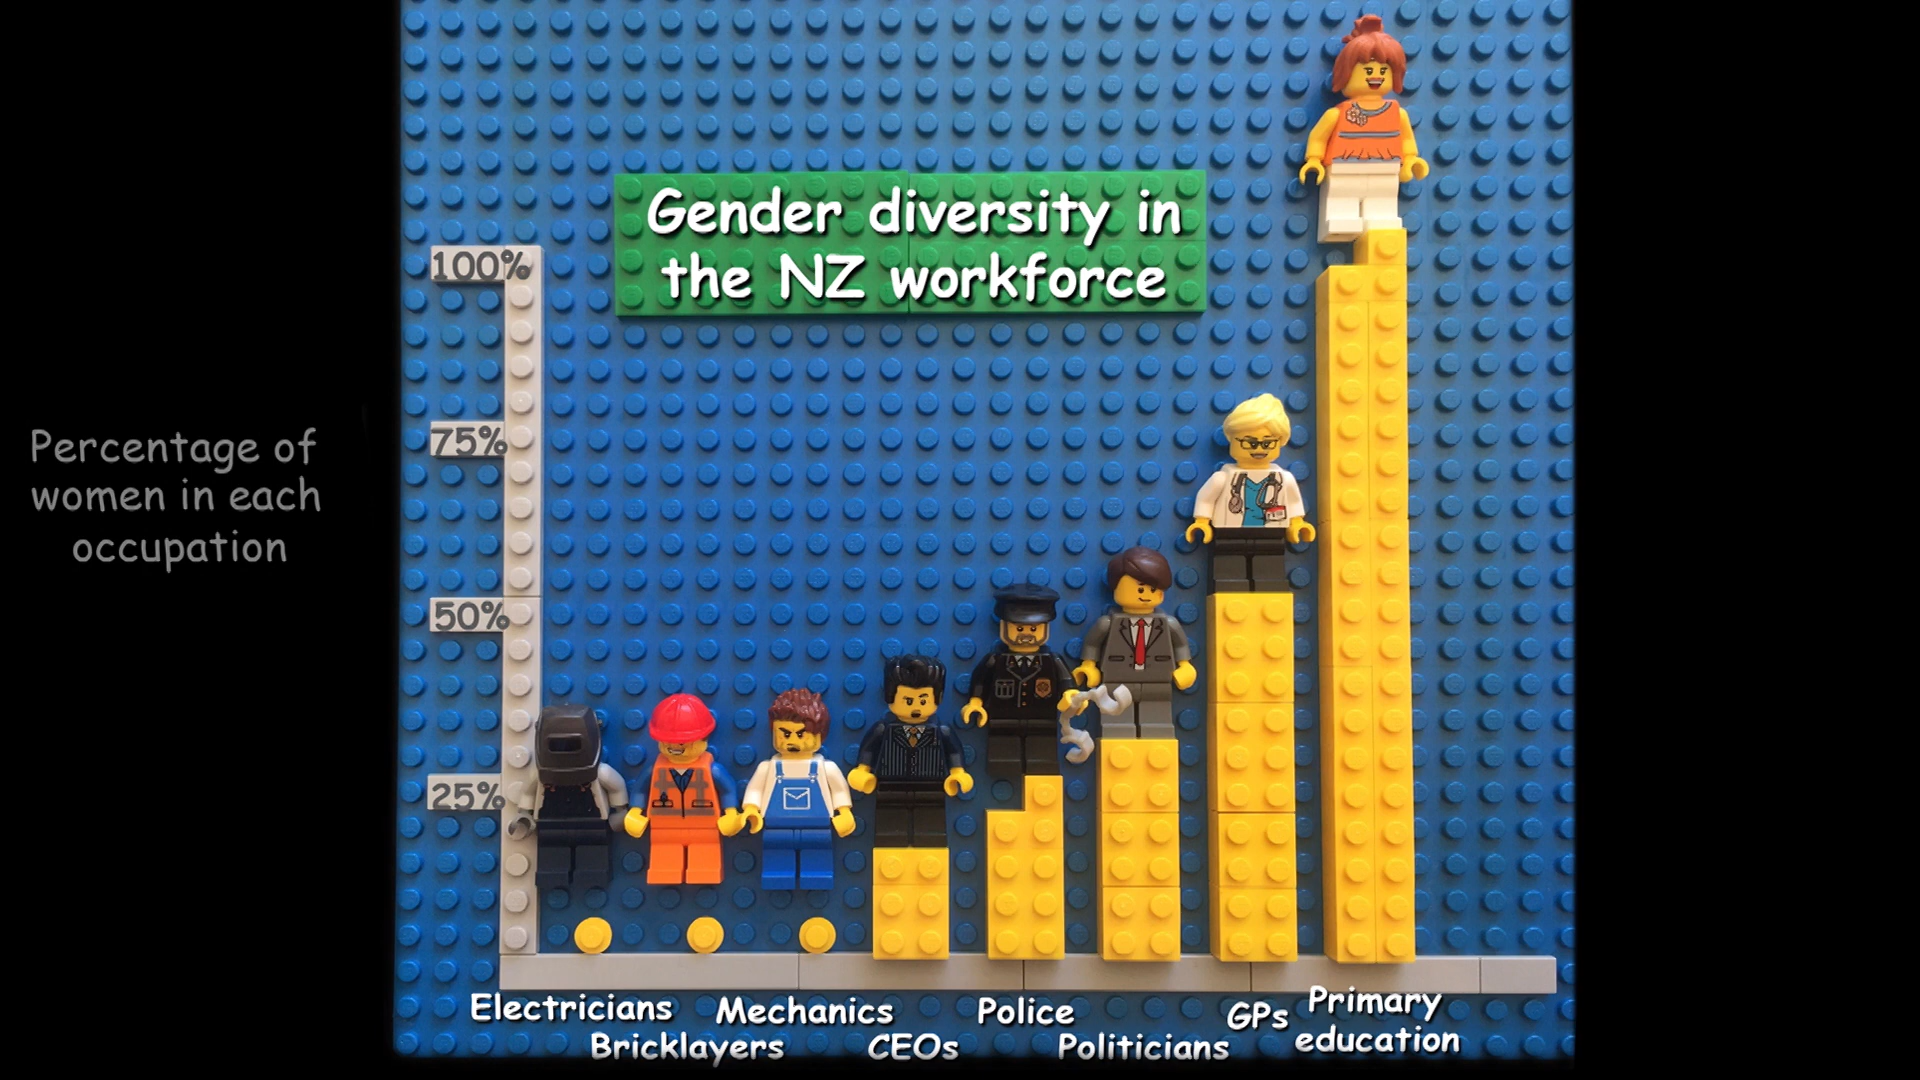 Gender diversity in
the NZ workforce
100%
75%
50%
25%
Percentage of
women in each
occupation
Electricians
Bricklayers
Mechanics
CEOs
Police
Politicians
GPs
Primary
education